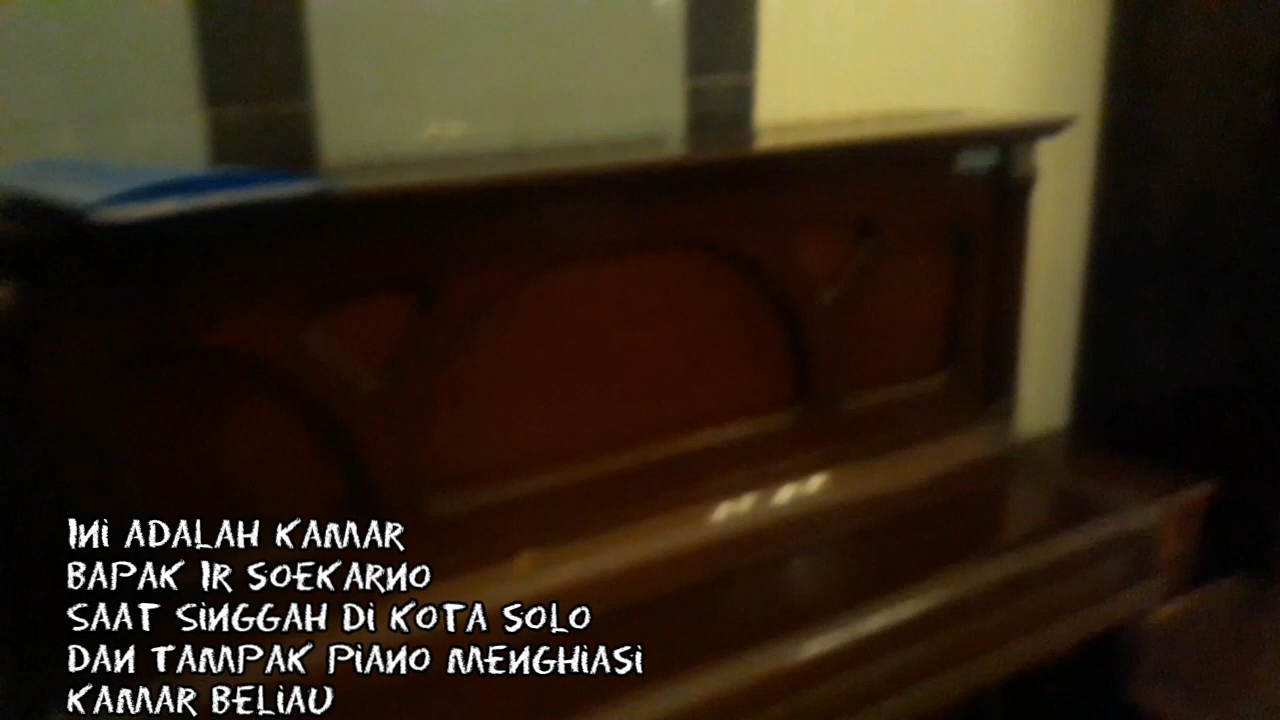 INI ADALAH KAMAR
BAPAK IR SOEKARNO
SAAT SINGGAH DI KOTA SOLO
DAN TAMPAK PIANO MENGHIASI
KAMAR BELIAU